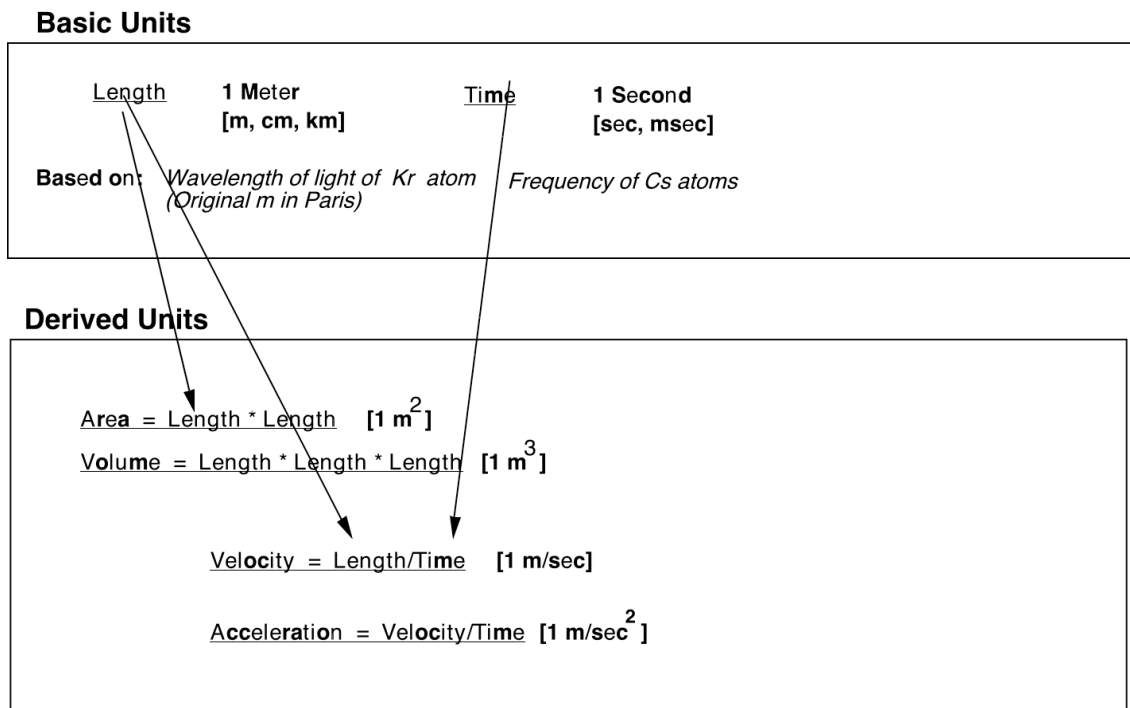 Basic Units
Length 1 Meter Time 1 Second
[m, cm, km] [sec, msec]
Based on: Wavelength of light of Kr atom Frequency of Cs atoms
(Original m in Paris)
Derived Units
Area = Length * Length [1 m²]
Volume = Length * Length * Length [1 m³]
Velocity = Length/Time [1 m/sec]
Acceleration = Velocity/Time [1 m/sec²]